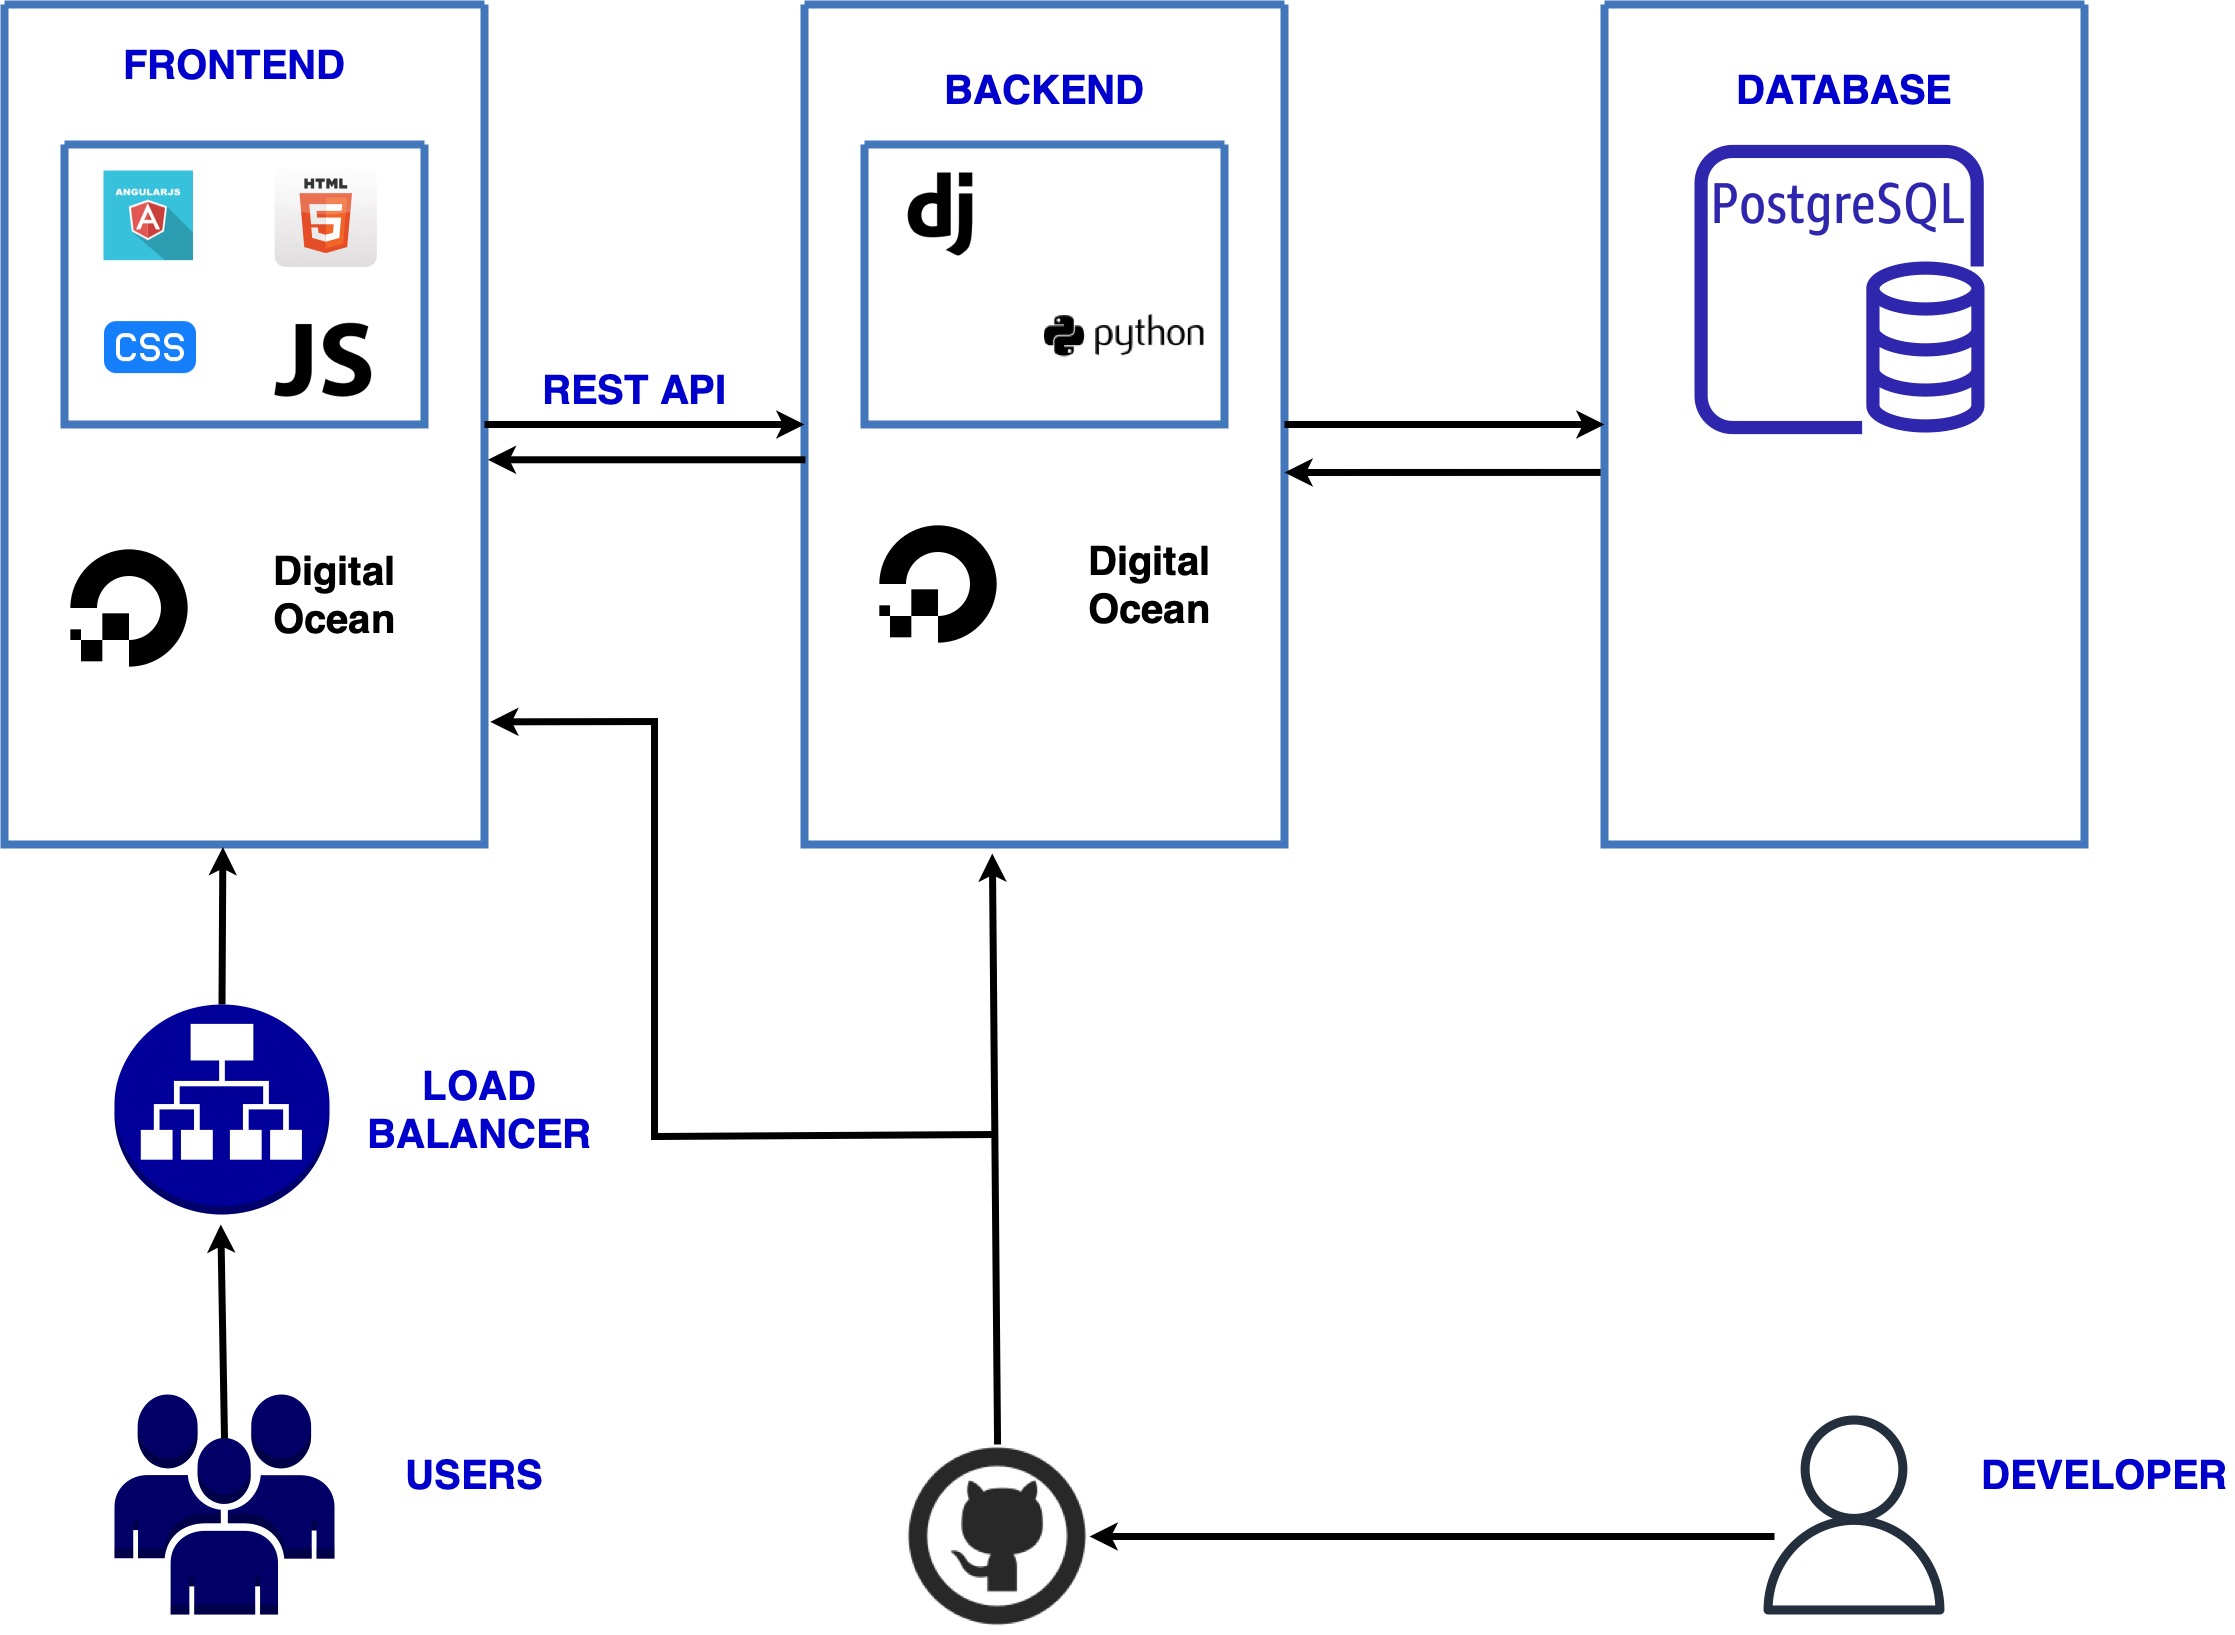 FRONTEND
BACKEND
DATABASE
ANGULARJS
HTML
5
dj
PostgreSQL
CSS
JS
python
REST API
Digital
Ocean
Digital
Ocean
LOAD
BALANCER
USERS
DEVELOPER